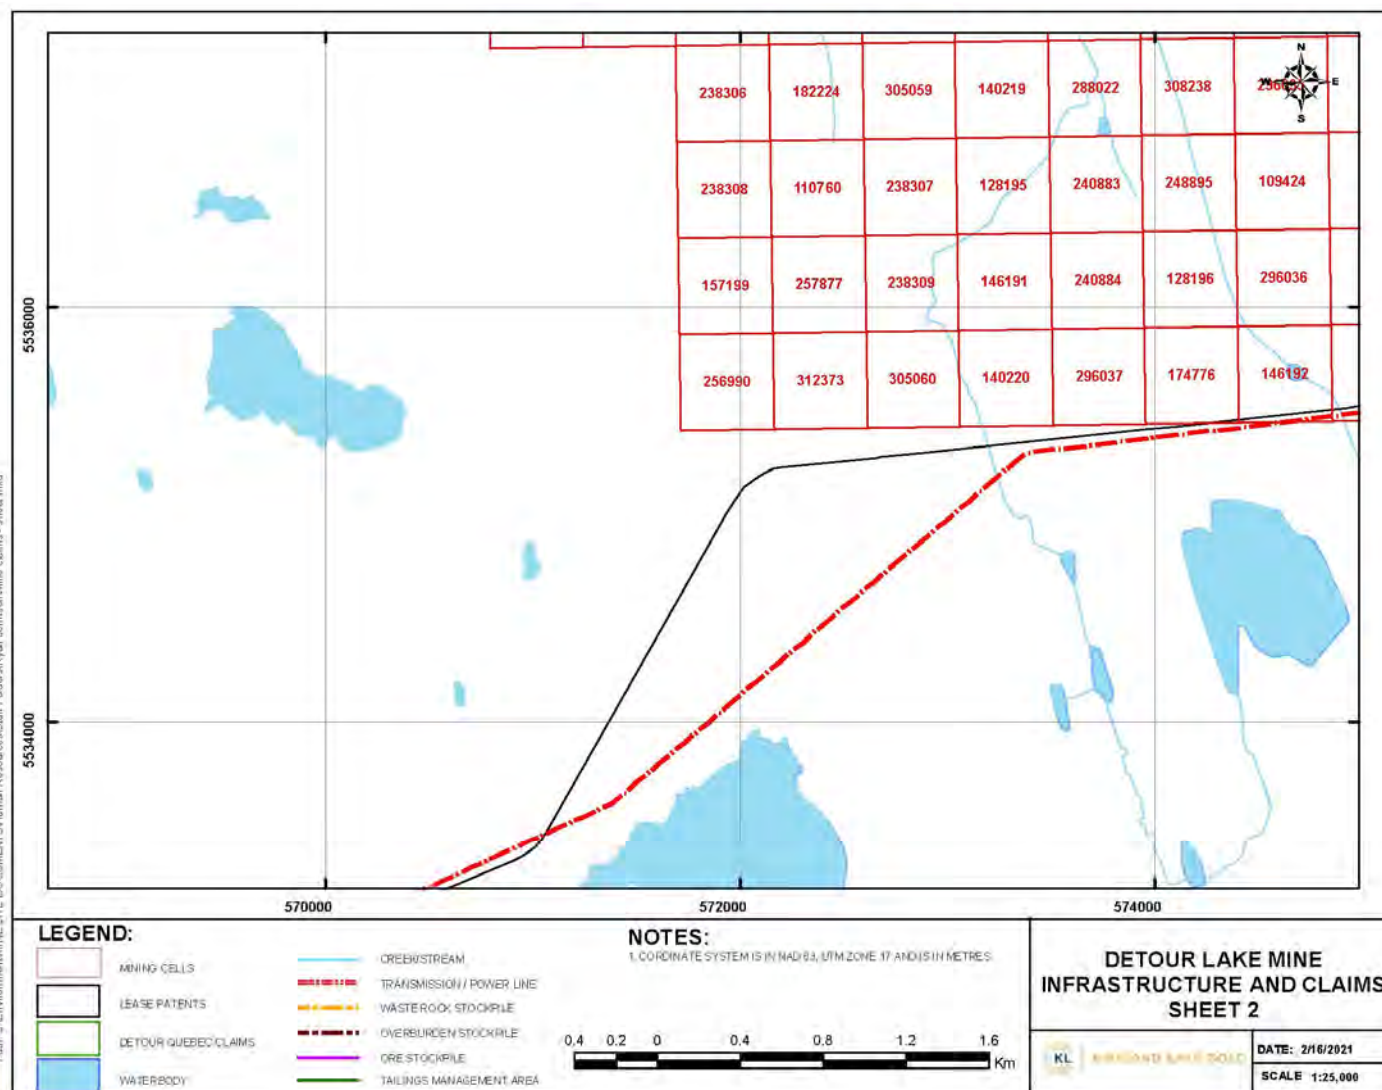 N
W E
S
238306 182224 305059 140219 288022 308238
238308 110760 238307 128195 240883 248895 109424
157199 257877 238309 146191 240884 128196 296036
5536000
256990 312373 305060 140220 296037 174776 146192
5534000
570000 572000 574000
LEGEND:
MINING CELLS
LEASE PATENTS
DETOUR QUEBEC CLAIMS
WATERBODY
CREEK/STREAM
TRANSMISSION / POWER LINE
WASTE ROCK STOCKPILE
OVERBURDEN STOCKPILE
ORE STOCKPILE
TAILINGS MANAGEMENT AREA
NOTES:
1. CORDINATE SYSTEM IS IN NAD 83, UTM ZONE 17 AND IS IN METRES
0.4 0.2 0 0.4 0.8 1.2 1.6
Km
DETOUR LAKE MINE
INFRASTRUCTURE AND CLAIMS
SHEET 2
KL KIRKLAND LAKE GOLD
DATE: 2/16/2021
SCALE 1:25,000